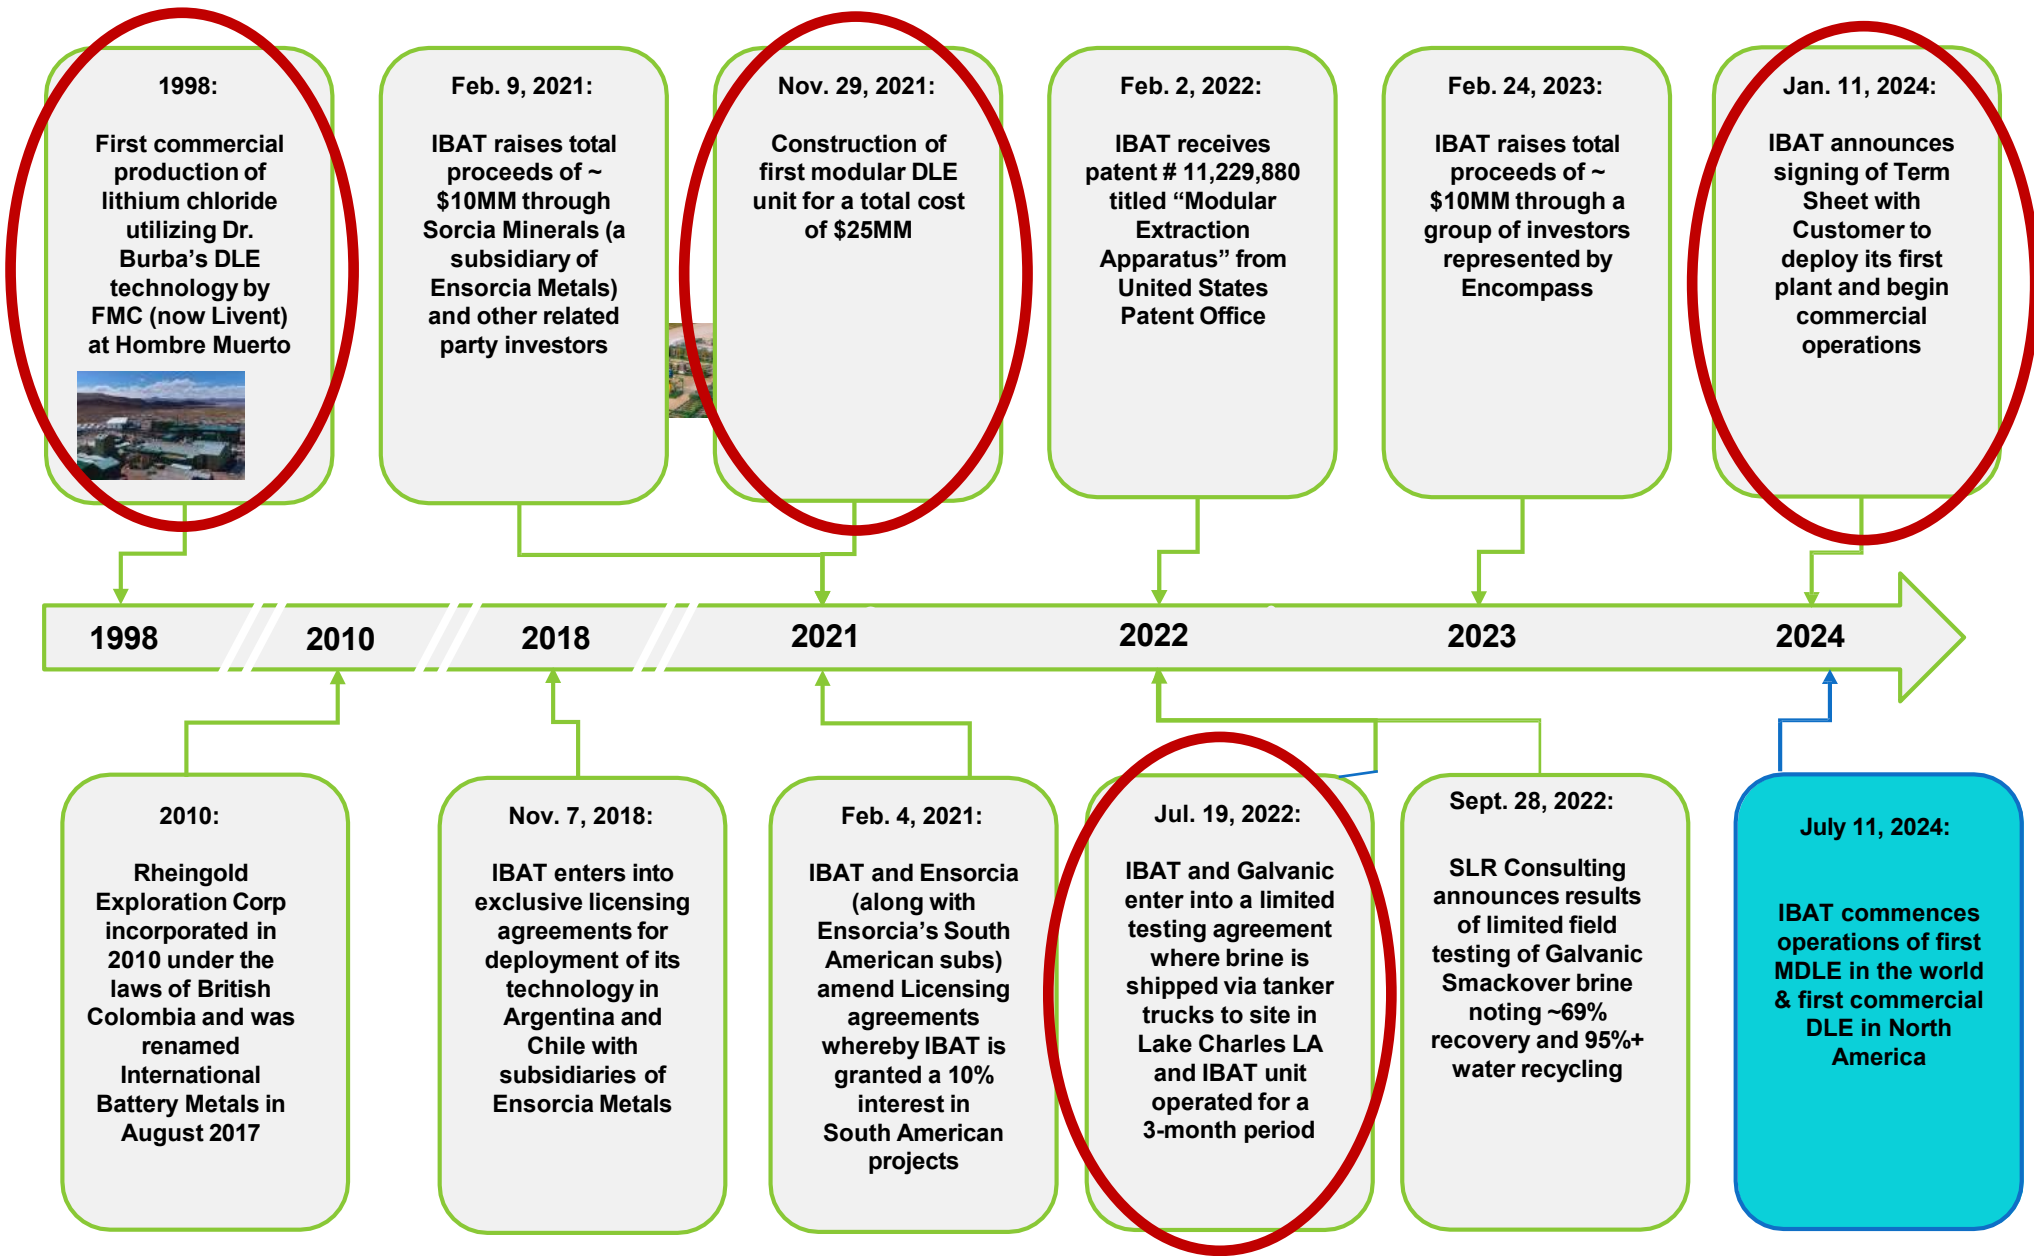 1998:
First commercial
production of
lithium chloride
utilizing Dr.
Burba's DLE
technology by
FMC (now Livent)
at Hombre Muerto
Feb. 9, 2021:
IBAT raises total
proceeds of ~
$10MM through
Sorcia Minerals (a
subsidiary of
Ensorcia Metals)
and other related
party investors
Nov. 29, 2021:
Construction of
first modular DLE
unit for a total cost
of $25MM
Feb. 2, 2022:
IBAT receives
patent # 11,229,880
titled “Modular
Extraction
Apparatus” from
United States
Patent Office
Feb. 24, 2023:
IBAT raises total
proceeds of ~
$10MM through a
group of investors
represented by
Encompass
Jan. 11, 2024:
IBAT announces
signing of Term
Sheet with
Customer to
deploy its first
plant and begin
commercial
operations
1998 2010 2018 2021 2022 2023 2024
2010:
Rheingold
Exploration Corp
incorporated in
2010 under the
laws of British
Colombia and was
renamed
International
Battery Metals in
August 2017
Nov. 7, 2018:
IBAT enters into
exclusive licensing
agreements for
deployment of its
technology in
Argentina and
Chile with
subsidiaries of
Ensorcia Metals
Feb. 4, 2021:
IBAT and Ensorcia
(along with
Ensorcia's South
American subs)
amend Licensing
agreements
whereby IBAT is
granted a 10%
interest in
South American
projects
Jul. 19, 2022:
IBAT and Galvanic
enter into a limited
testing agreement
where brine is
shipped via tanker
trucks to site in
Lake Charles LA
and IBAT unit
operated for a
3-month period
Sept. 28, 2022:
SLR Consulting
announces results
of limited field
testing of Galvanic
Smackover brine
noting ~69%
recovery and 95%+
water recycling
July 11, 2024:
IBAT commences
operations of first
MDLE in the world
& first commercial
DLE in North
America